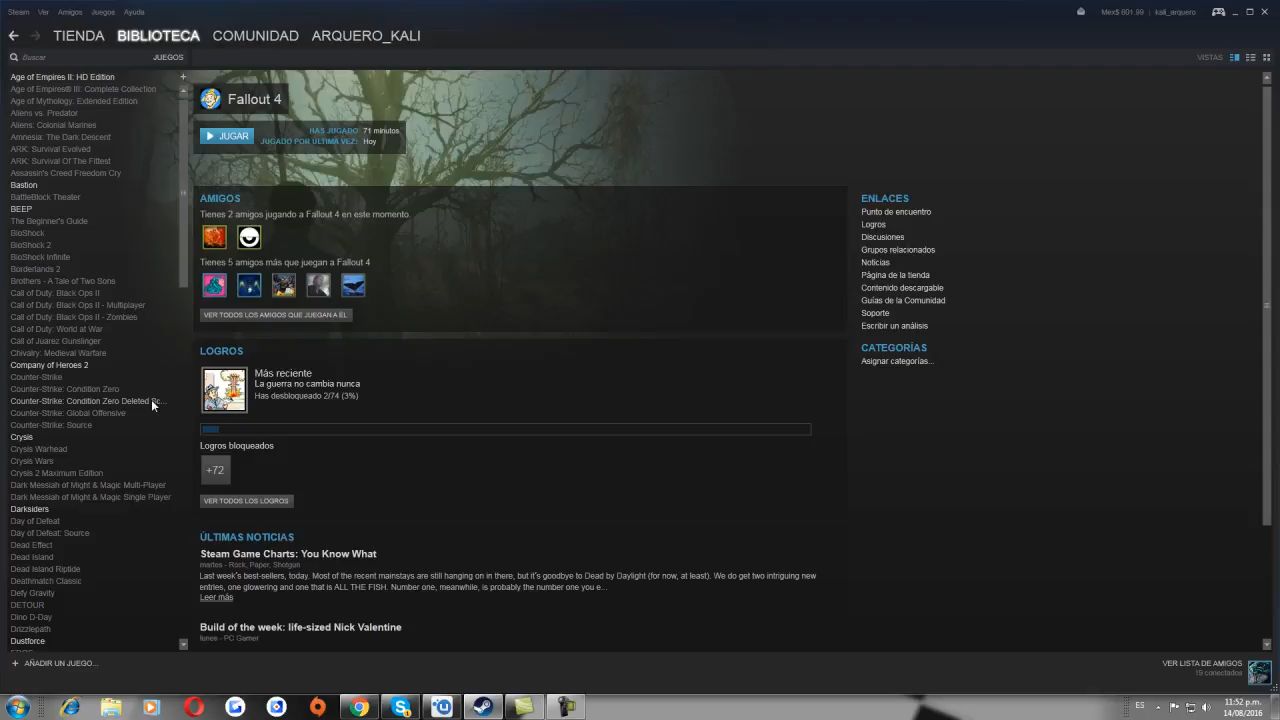 Steam Ver Amigos Juegos Ayuda
Mex$ 801.99 kali_arquero
TIENDA BIBLIOTECA COMUNIDAD ARQUERO_KALI
Buscar JUEGOS
VISTAS
Age of Empires II: HD Edition
Age of Empires® III: Complete Collection
Age of Mythology: Extended Edition
Aliens vs. Predator
Aliens: Colonial Marines
Amnesia: The Dark Descent
ARK: Survival Evolved
ARK: Survival Of The Fittest
Assassin's Creed Freedom Cry
Bastion
BattleBlock Theater
BEEP
The Beginner's Guide
BioShock
BioShock 2
BioShock Infinite
Borderlands 2
Brothers - A Tale of Two Sons
Call of Duty: Black Ops II
Call of Duty: Black Ops II - Multiplayer
Call of Duty: Black Ops II - Zombies
Call of Duty: World at War
Call of Juarez Gunslinger
Chivalry: Medieval Warfare
Company of Heroes 2
Counter-Strike
Counter-Strike: Condition Zero
Counter-Strike: Condition Zero Deleted Sc...
Counter-Strike: Global Offensive
Counter-Strike: Source
Crysis
Crysis Warhead
Crysis Wars
Crysis 2 Maximum Edition
Dark Messiah of Might & Magic Multi-Player
Dark Messiah of Might & Magic Single Player
Darksiders
Day of Defeat
Day of Defeat: Source
Dead Effect
Dead Island
Dead Island Riptide
Deathmatch Classic
Defy Gravity
DETOUR
Dino D-Day
Drizzlepath
Dustforce
+ AÑADIR UN JUEGO...
Fallout 4
JUGAR
HAS JUGADO 71 minutos
JUGADO POR ÚLTIMA VEZ: Hoy
AMIGOS
Tienes 2 amigos jugando a Fallout 4 en este momento.
Tienes 5 amigos más que juegan a Fallout 4
VER TODOS LOS AMIGOS QUE JUEGAN A ÉL
LOGROS
Más reciente
La guerra no cambia nunca
Has desbloqueado 2/74 (3%)
Logros bloqueados
+72
VER TODOS LOS LOGROS
ÚLTIMAS NOTICIAS
Steam Game Charts: You Know What
martes - Rock, Paper, Shotgun
Last week's best-sellers, today. Most of the recent mainstays are still hanging on in there, but it's goodbye to Dead by Daylight (for now, at least). We do get two intriguing new
entries, one glowering and one that is ALL THE FISH. Number one, meanwhile, is probably the number one you e...
Leer más
Build of the week: life-sized Nick Valentine
lunes - PC Gamer
ENLACES
Punto de encuentro
Logros
Discusiones
Grupos relacionados
Noticias
Página de la tienda
Contenido descargable
Guías de la Comunidad
Soporte
Escribir un análisis
CATEGORÍAS
Asignar categorías...
VER LISTA DE AMIGOS
19 conectados
ES
11:52 p.m.
14/08/2016